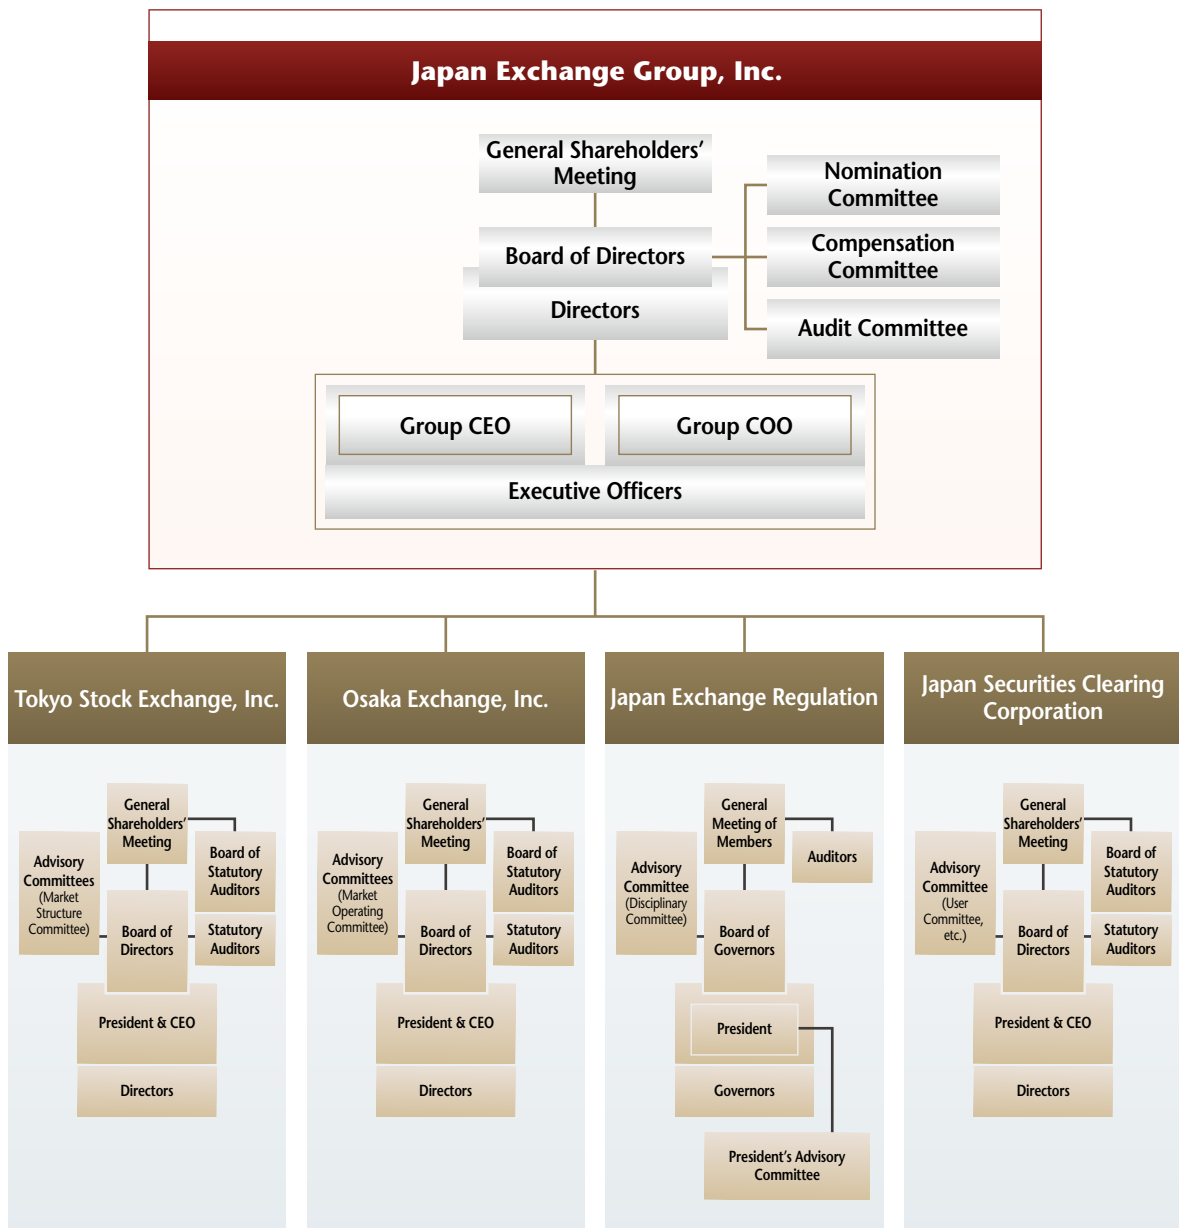 Japan Exchange Group, Inc.
General Shareholders’
Meeting
Nomination
Committee
Board of Directors
Compensation
Committee
Directors
Audit Committee
Group CEO
Group COO
Executive Officers
Tokyo Stock Exchange, Inc.
General
Shareholders’
Meeting
Advisory
Committees
(Market
Structure
Committee)
Board of
Statutory
Auditors
Board of
Directors
Statutory
Auditors
President & CEO
Directors
Osaka Exchange, Inc.
General
Shareholders’
Meeting
Advisory
Committees
(Market
Operating
Committee)
Board of
Statutory
Auditors
Board of
Directors
Statutory
Auditors
President & CEO
Directors
Japan Exchange Regulation
General
Meeting of
Members
Advisory
Committee
(Disciplinary
Committee)
Auditors
Board of
Governors
President
Governors
President’s Advisory
Committee
Japan Securities Clearing
Corporation
General
Shareholders’
Meeting
Advisory
Committee
(User
Committee,
etc.)
Board of
Statutory
Auditors
Board of
Directors
Statutory
Auditors
President & CEO
Directors